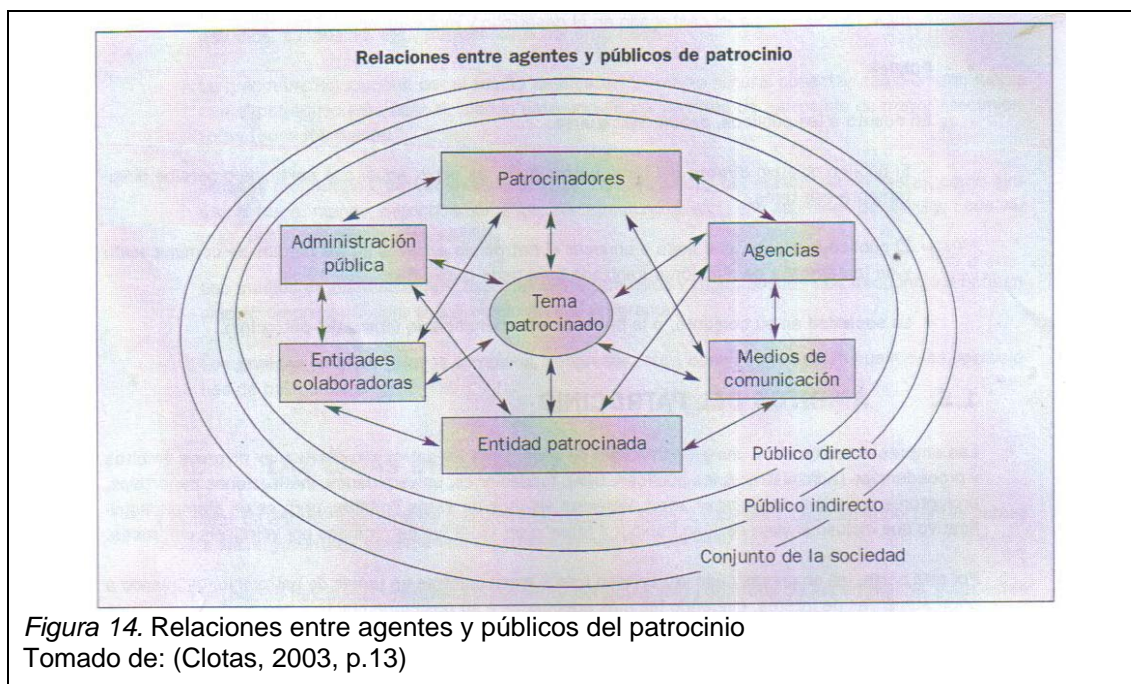 Relaciones entre agentes y públicos de patrocinio
Patrocinadores
Administración
pública
Agencias
Tema
patrocinado
Entidades
colaboradoras
Medios de
comunicación
Entidad patrocinada
Público directo
Público indirecto
Conjunto de la sociedad
Figura 14. Relaciones entre agentes y públicos del patrocinio
Tomado de: (Clotas, 2003, p.13)